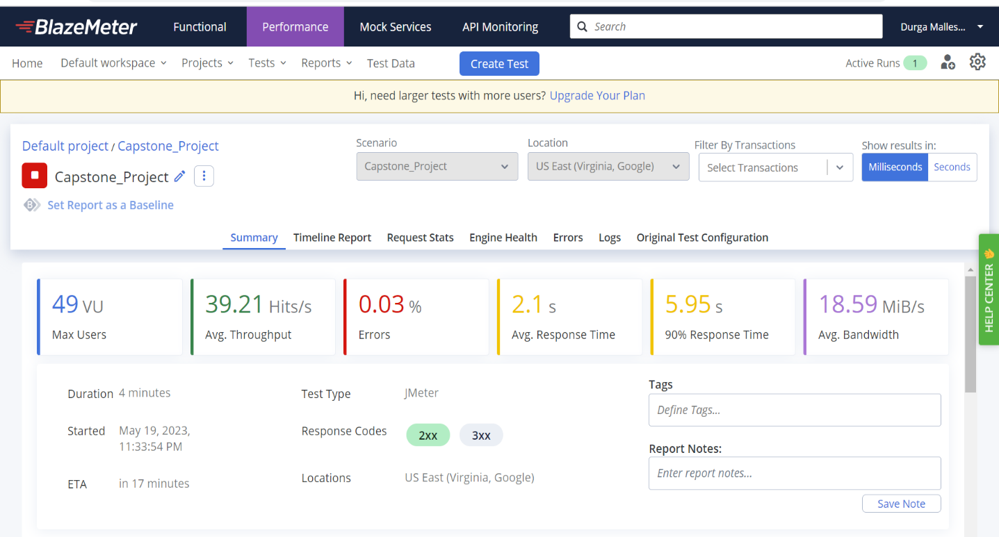 BlazeMeter Functional Performance Mock Services API Monitoring Search Durga Malles...
Home Default workspace Projects Tests Reports Test Data Create Test Active Runs 1
Hi, need larger tests with more users? Upgrade Your Plan
Default project / Capstone_Project
Scenario Location Filter By Transactions Show results in:
Capstone_Project US East (Virginia, Google) Select Transactions Milliseconds Seconds
Capstone_Project
B Set Report as a Baseline
Summary Timeline Report Request Stats Engine Health Errors Logs Original Test Configuration
HELP CENTER
49 VU 39.21 Hits/s 0.03 % 2.1 s 5.95 s 18.59 MiB/s
Max Users Avg. Throughput Errors Avg. Response Time 90% Response Time Avg. Bandwidth
Duration 4 minutes Test Type JMeter Tags
Define Tags...
Started May 19, 2023, Response Codes 2xx 3xx
11:33:54 PM
Report Notes:
ETA in 17 minutes Locations US East (Virginia, Google) Enter report notes...
Save Note